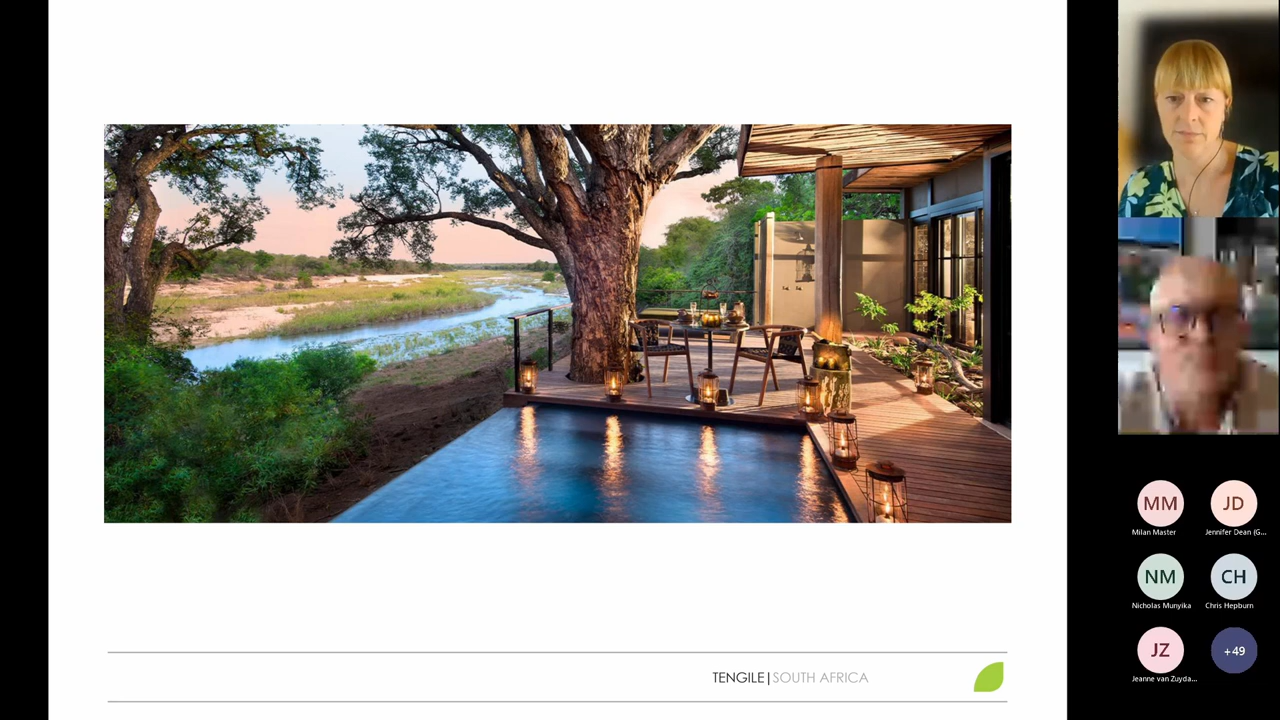 TENGILE|SOUTH AFRICA
MM
JD
Milan Master
Jennifer Dean (G...
NM
CH
Nicholas Munyika
Chris Hepburn
JZ
+49
Jeanne van Zuyda...